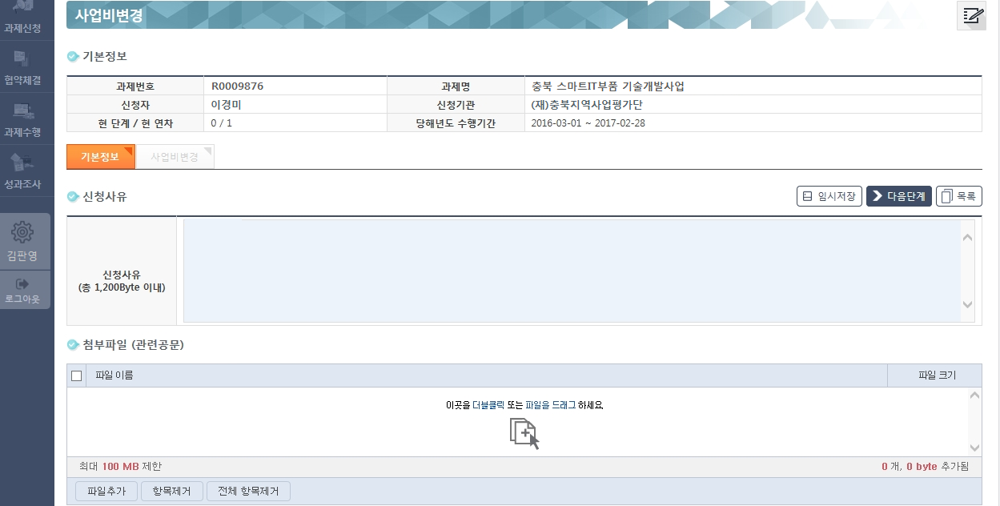 과제신청
협약체결
과제수행
성과조사
김판영
로그아웃
사업비변경
기본정보
과제번호 R0009876 과제명 충북 스마트IT부품 기술개발사업
신청자 이경미 신청기관 (재)충북지역사업평가단
현 단계 / 현 연차 0 / 1 당해년도 수행기간 2016-03-01 ~ 2017-02-28
기본정보 사업비변경
신청사유 임시저장 다음단계 목록
신청사유
(총 1,200Byte 이내)
첨부파일 (관련공문)
파일 이름 파일 크기
이곳을 더블클릭 또는 파일을 드래그 하세요.
최대 100 MB 제한 0 개, 0 byte 추가됨
파일추가 항목제거 전체 항목제거